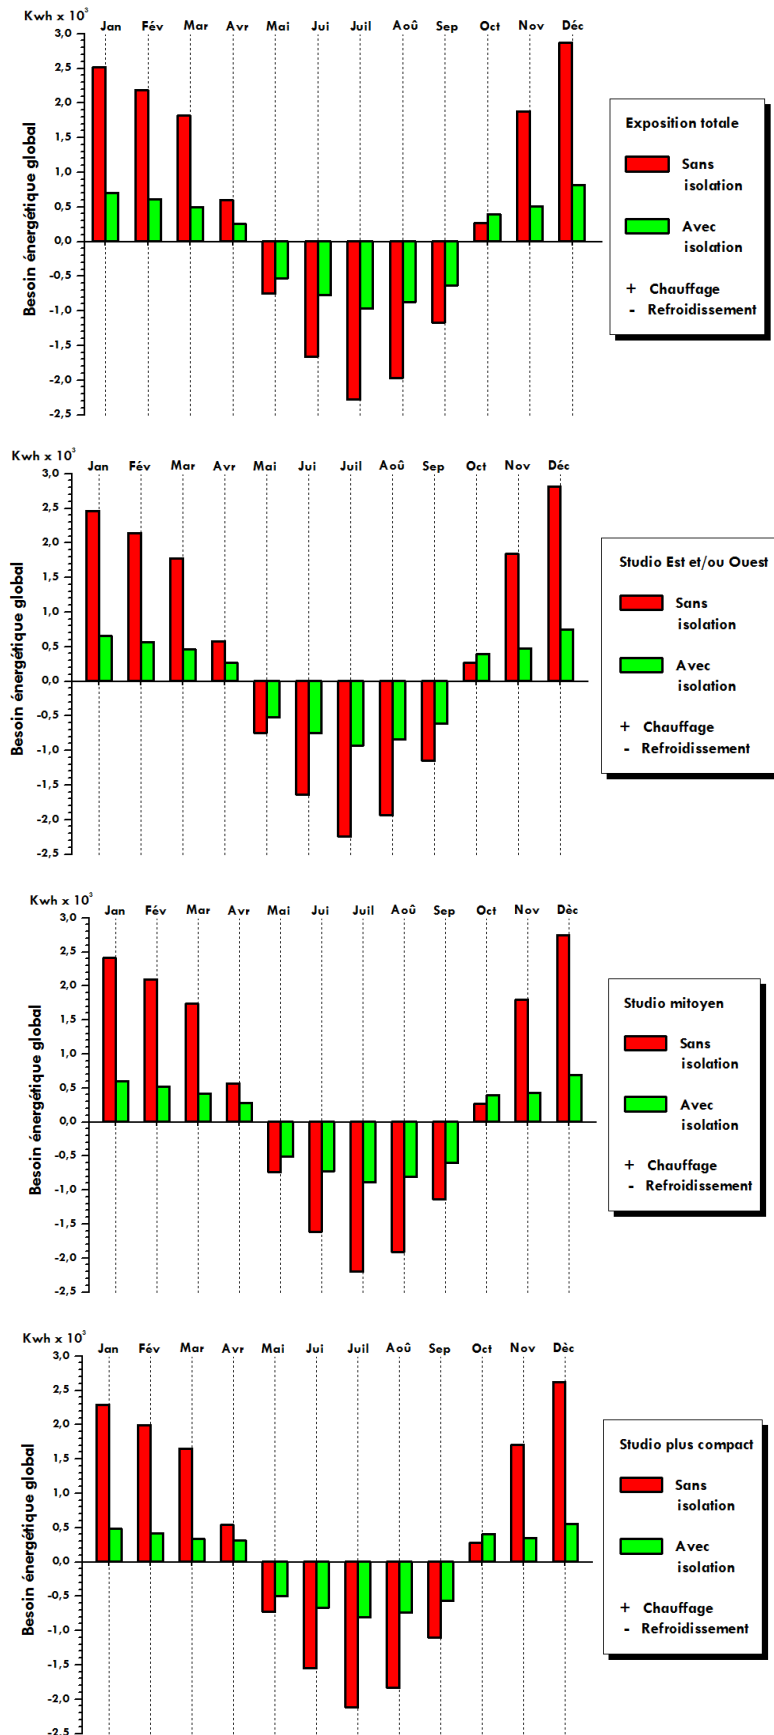 Kwh x 10³
Jan Fév Mar Avr Mai Jui Juil Aoû Sep Oct Nov Déc
3,0
2,5
2,0
1,5
1,0
0,5
0,0
-0,5
-1,0
-1,5
-2,0
-2,5
Besoin énergétique global
Exposition totale
Sans
isolation
Avec
isolation
+ Chauffage
- Refroidissement
Kwh x 10³
Jan Fév Mar Avr Mai Jui Juil Aoû Sep Oct Nov Déc
3,0
2,5
2,0
1,5
1,0
0,5
0,0
-0,5
-1,0
-1,5
-2,0
-2,5
Besoin énergétique global
Studio Est et/ou Ouest
Sans
isolation
Avec
isolation
+ Chauffage
- Refroidissement
Kwh x 10³
Jan Fév Mar Avr Mai Jui Juil Aoû Sep Oct Nov Dèc
3,0
2,5
2,0
1,5
1,0
0,5
0,0
-0,5
-1,0
-1,5
-2,0
-2,5
Besoin énergétique global
Studio mitoyen
Sans
isolation
Avec
isolation
+ Chauffage
- Refroidissement
Kwh x 10³
Jan Fév Mar Avr Mai Jui Juil Aoû Sep Oct Nov Dèc
3,0
2,5
2,0
1,5
1,0
0,5
0,0
-0,5
-1,0
-1,5
-2,0
-2,5
Besoin énergétique global
Studio plus compact
Sans
isolation
Avec
isolation
+ Chauffage
- Refroidissement